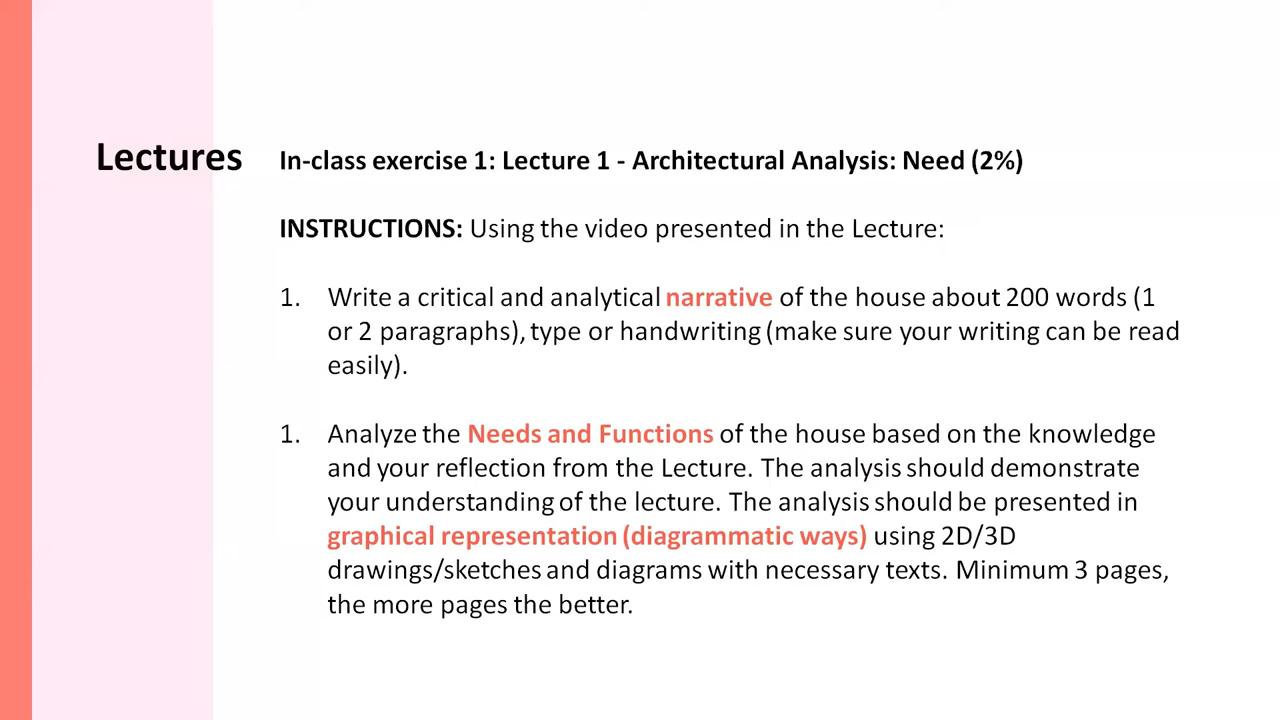 Lectures
In-class exercise 1: Lecture 1 - Architectural Analysis: Need (2%)
INSTRUCTIONS: Using the video presented in the Lecture:
1. Write a critical and analytical narrative of the house about 200 words (1
or 2 paragraphs), type or handwriting (make sure your writing can be read
easily).
1. Analyze the Needs and Functions of the house based on the knowledge
and your reflection from the Lecture. The analysis should demonstrate
your understanding of the lecture. The analysis should be presented in
graphical representation (diagrammatic ways) using 2D/3D
drawings/sketches and diagrams with necessary texts. Minimum 3 pages,
the more pages the better.